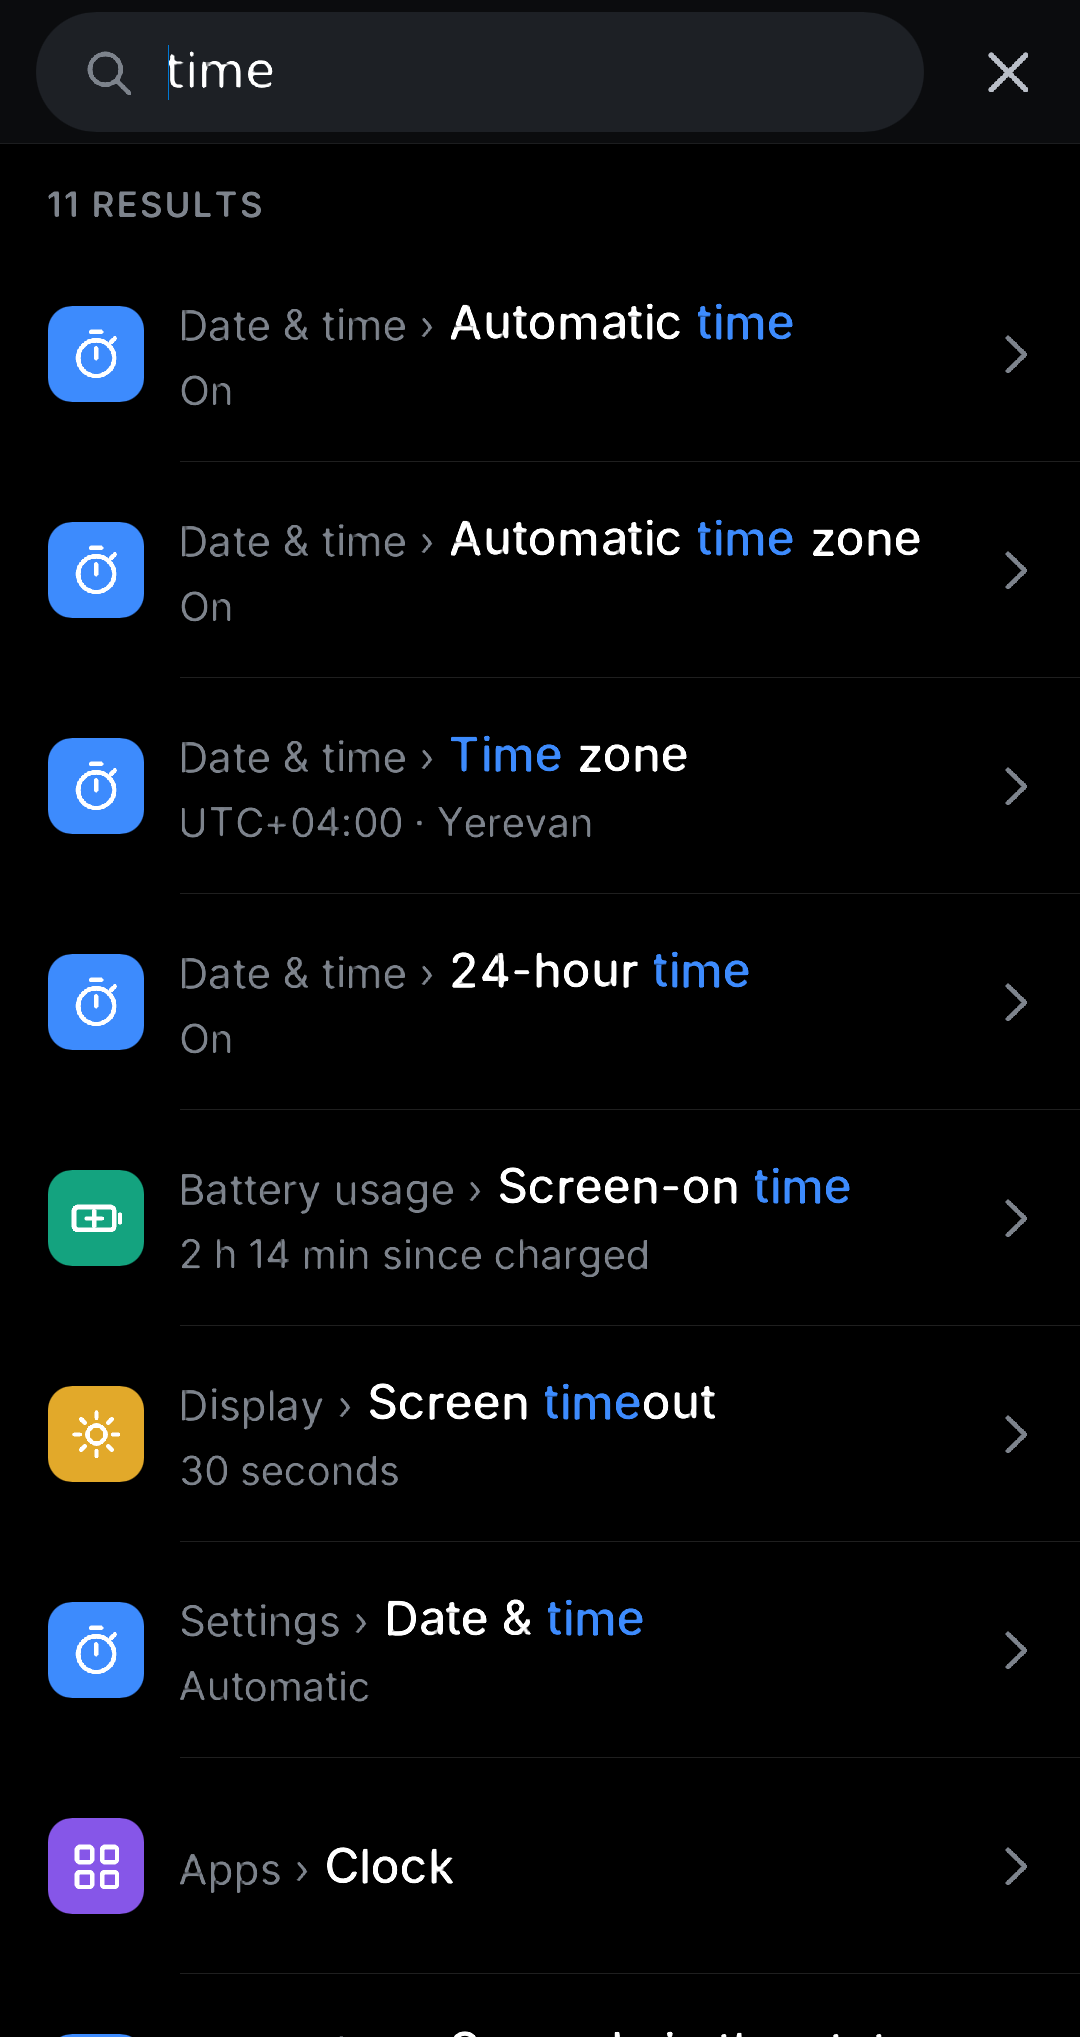 time
11 RESULTS
Date & time › Automatic time
On
Date & time › Automatic time zone
On
Date & time › Time zone
UTC+04:00 · Yerevan
Date & time › 24-hour time
On
Battery usage › Screen-on time
2 h 14 min since charged
Display › Screen timeout
30 seconds
Settings › Date & time
Automatic
Apps › Clock